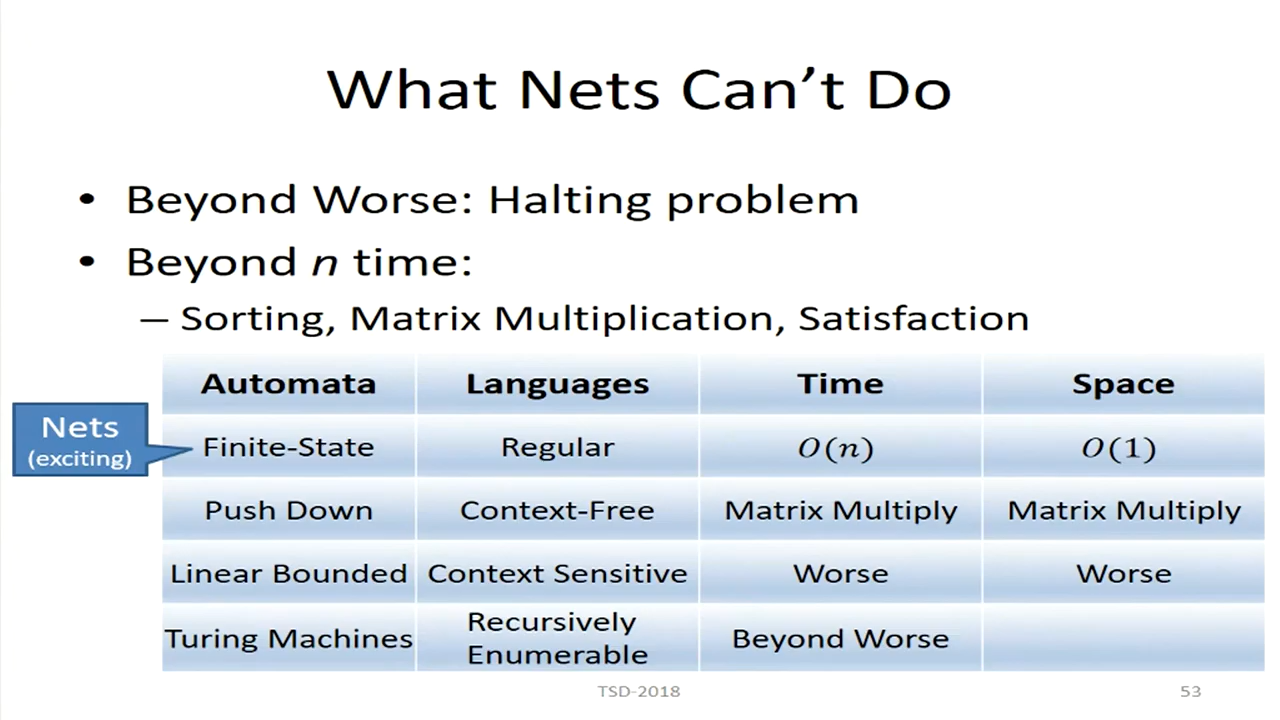 What Nets Can't Do
• Beyond Worse: Halting problem
• Beyond n time:
– Sorting, Matrix Multiplication, Satisfaction
Automata Languages Time Space
Nets
(exciting)
Finite-State Regular O(n) O(1)
Push Down Context-Free Matrix Multiply Matrix Multiply
Linear Bounded Context Sensitive Worse Worse
Turing Machines Recursively Enumerable Beyond Worse
TSD-2018 53